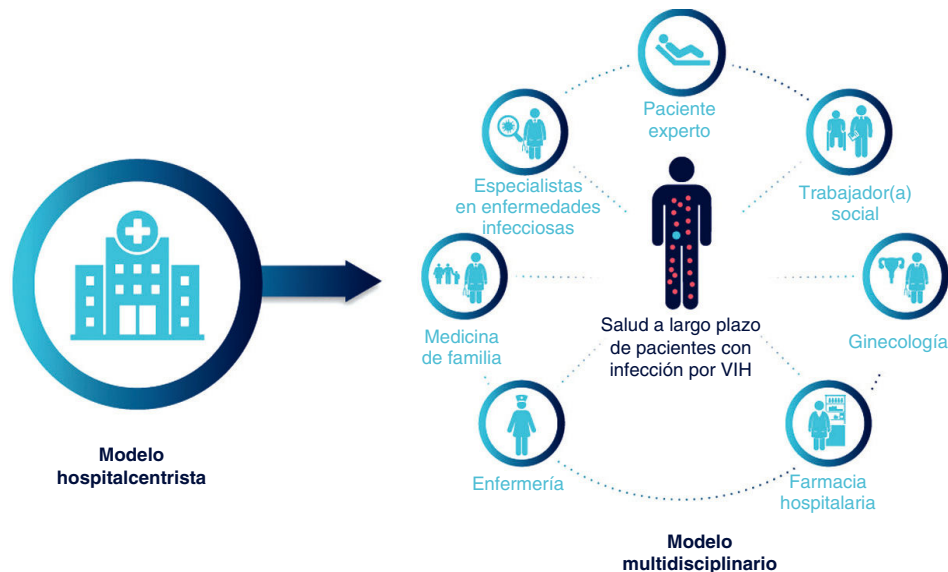 Paciente
experto
Especialistas
en enfermedades
infecciosas
Trabajador(a)
social
Medicina
de familia
Salud a largo plazo
de pacientes con
infección por VIH
Ginecología
Enfermería
Farmacia
hospitalaria
Modelo
hospitalcentrista
Modelo
multidisciplinario